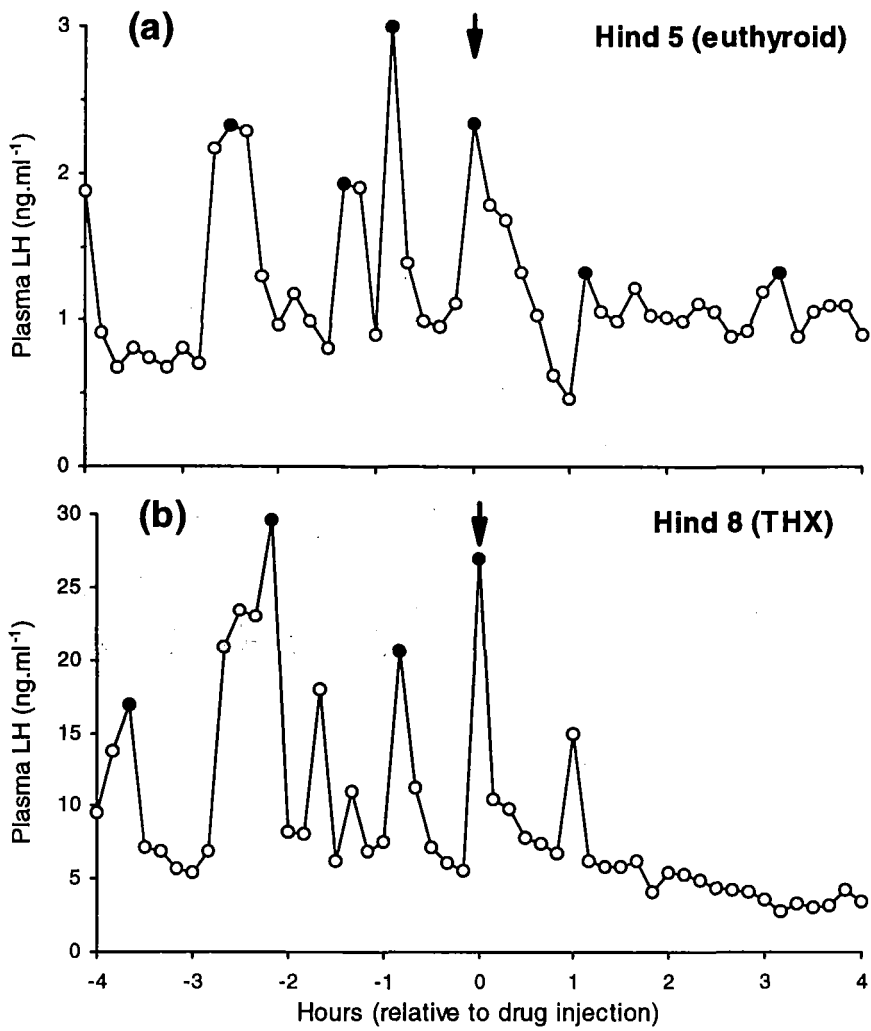 (a)
Hind 5 (euthyroid)
3
2
1
0
Plasma LH (ng.ml⁻¹)
(b)
Hind 8 (THX)
30
25
20
15
10
5
0
Plasma LH (ng.ml⁻¹)
-4 -3 -2 -1 0 1 2 3 4
Hours (relative to drug injection)